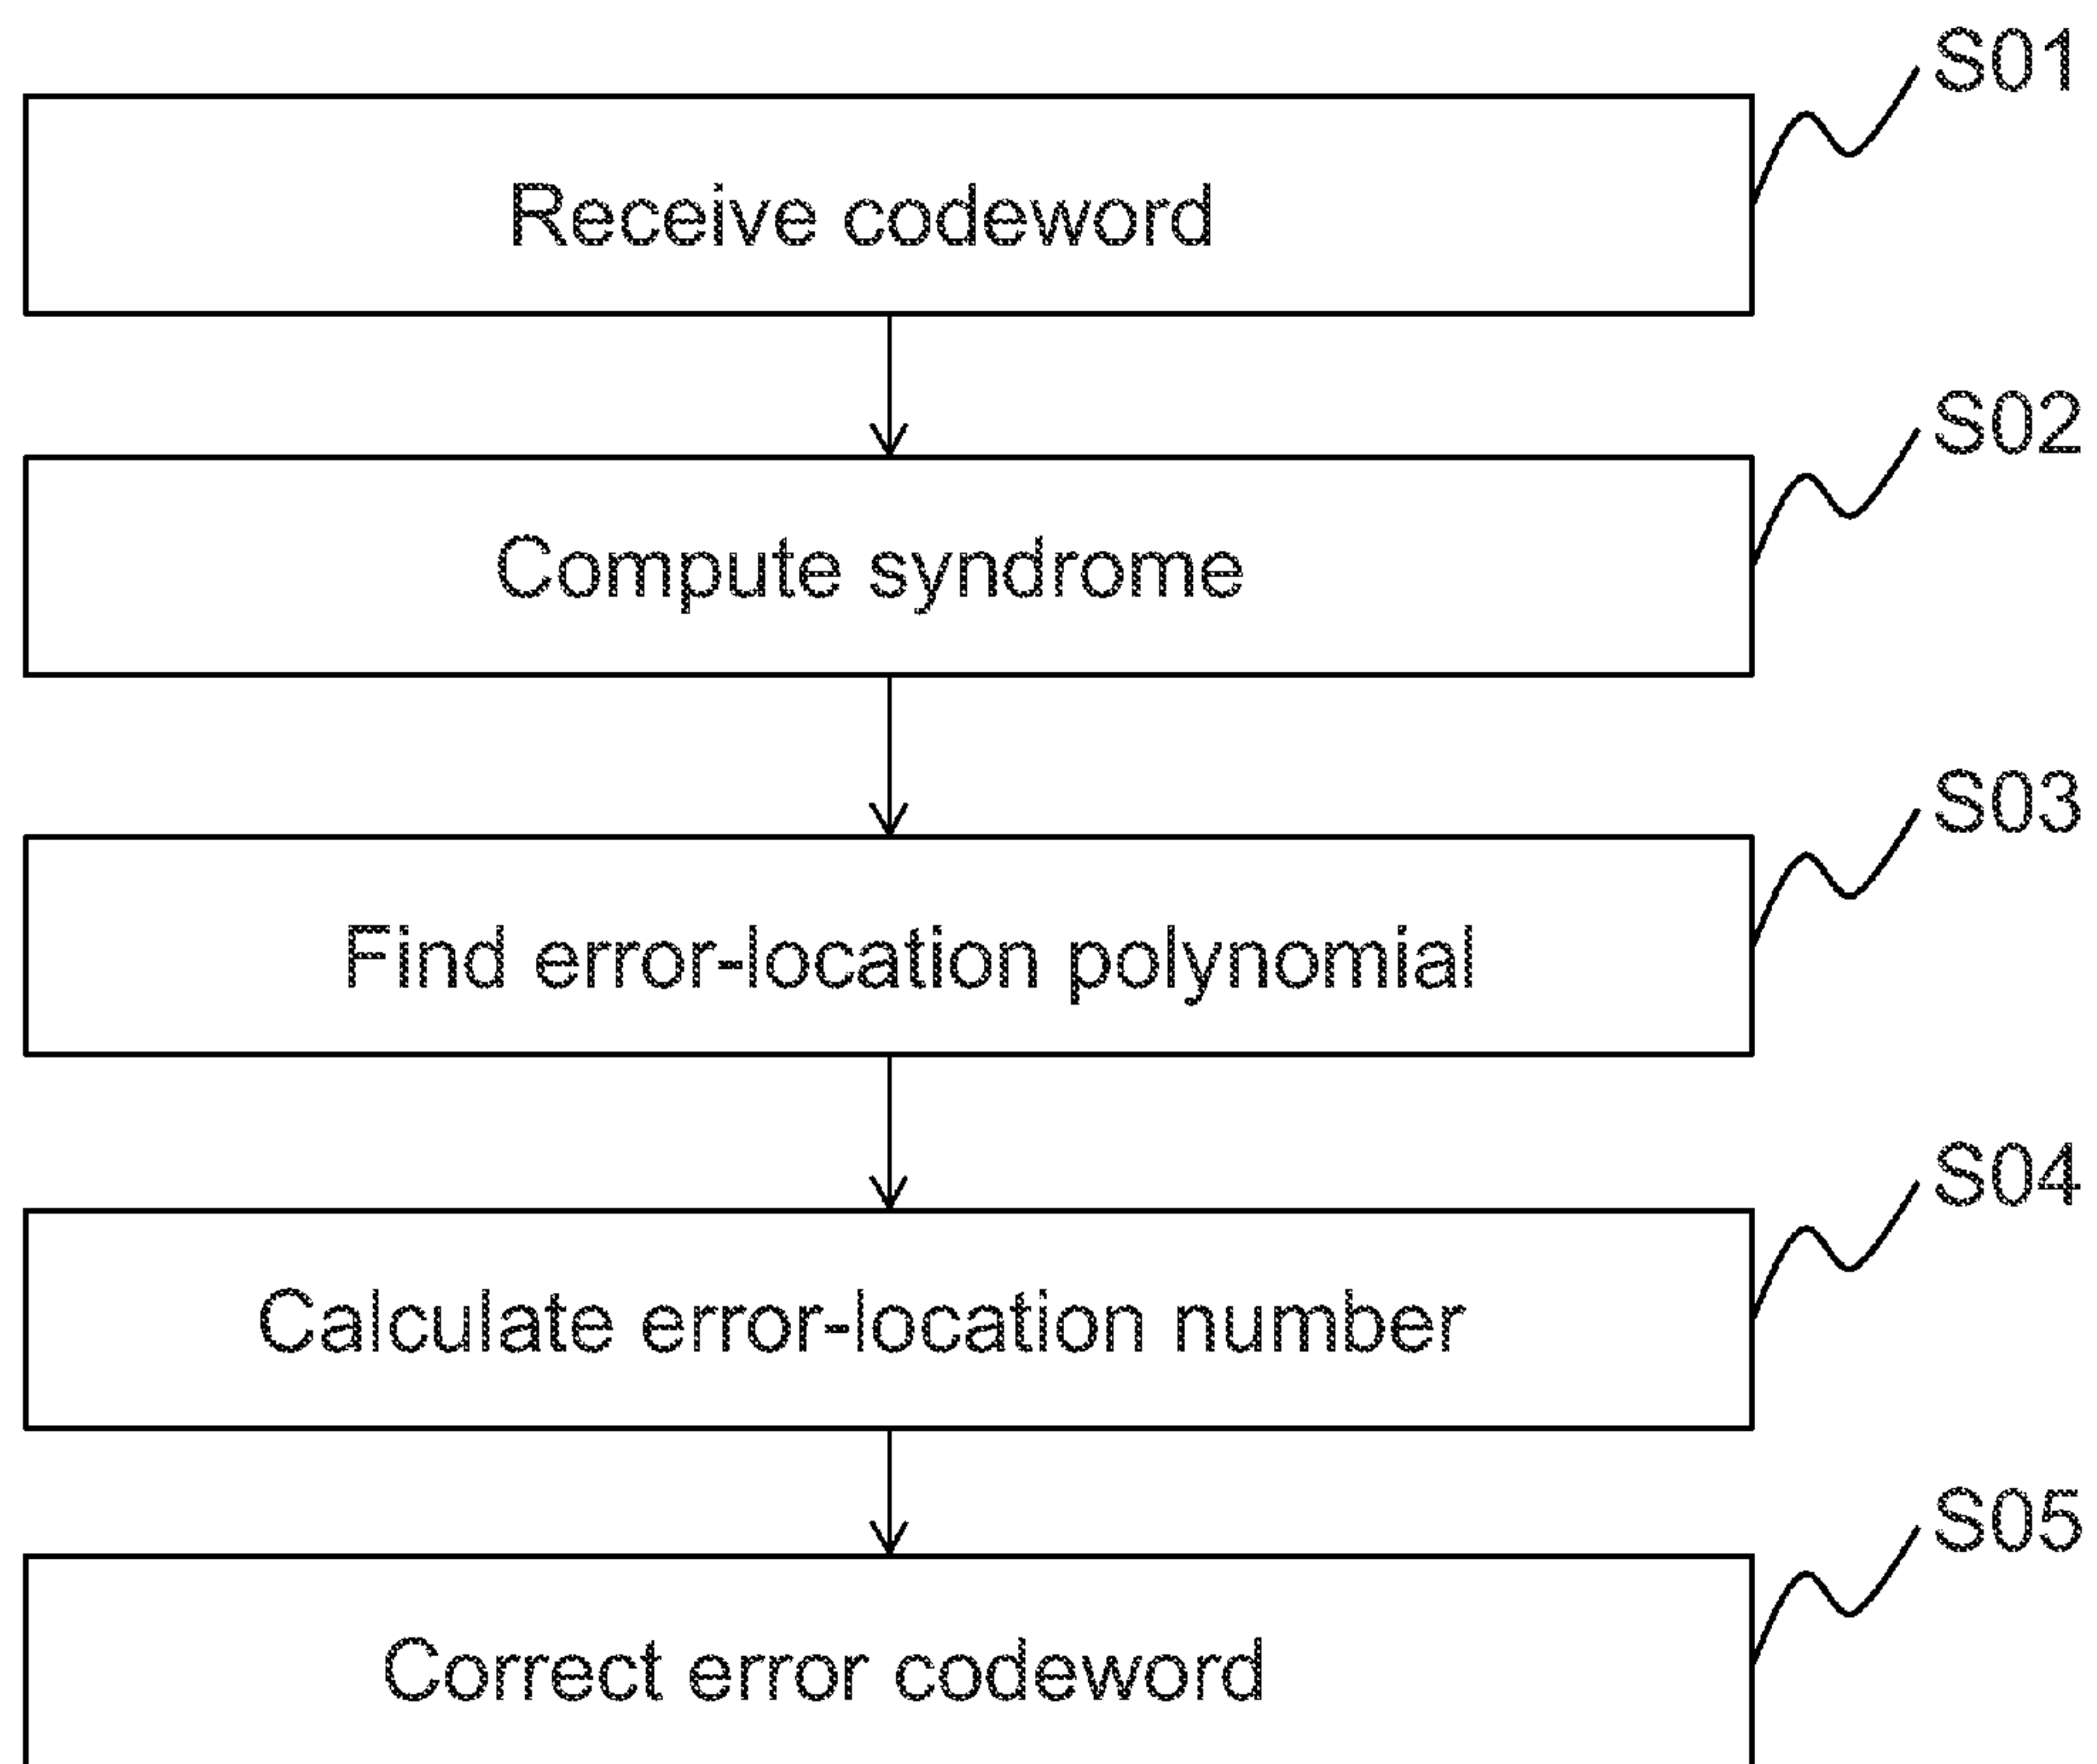 S01
Receive codeword
S02
Compute syndrome
S03
Find error-location polynomial
S04
Calculate error-location number
S05
Correct error codeword